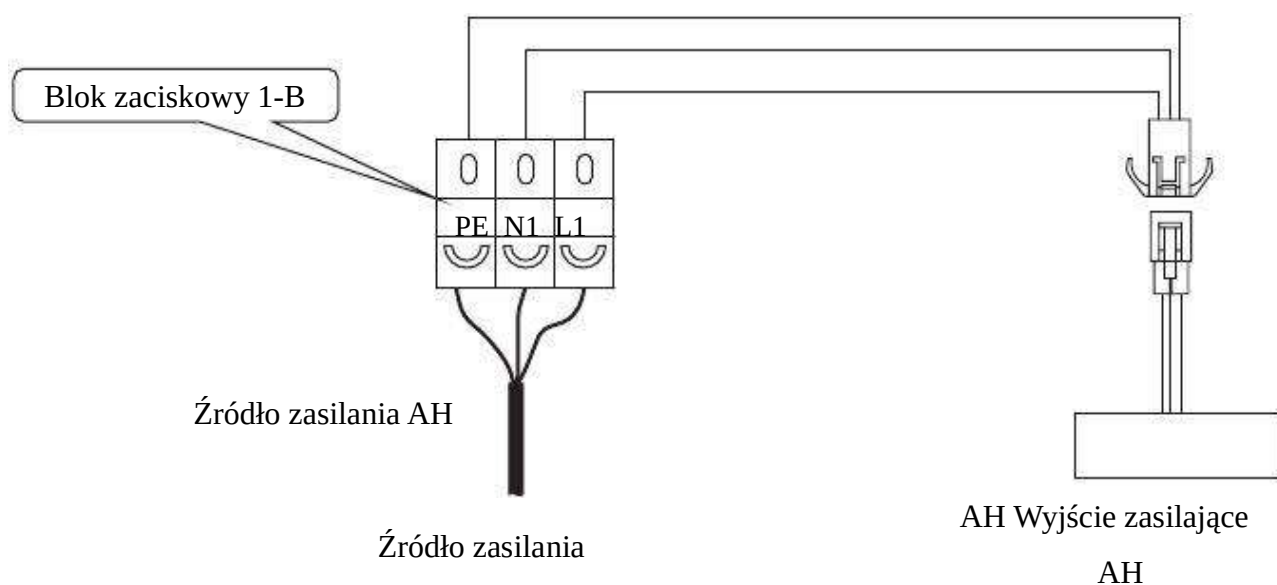 Blok zaciskowy 1-B
PE N1 L1
Źródło zasilania AH
Źródło zasilania
AH Wyjście zasilające
AH